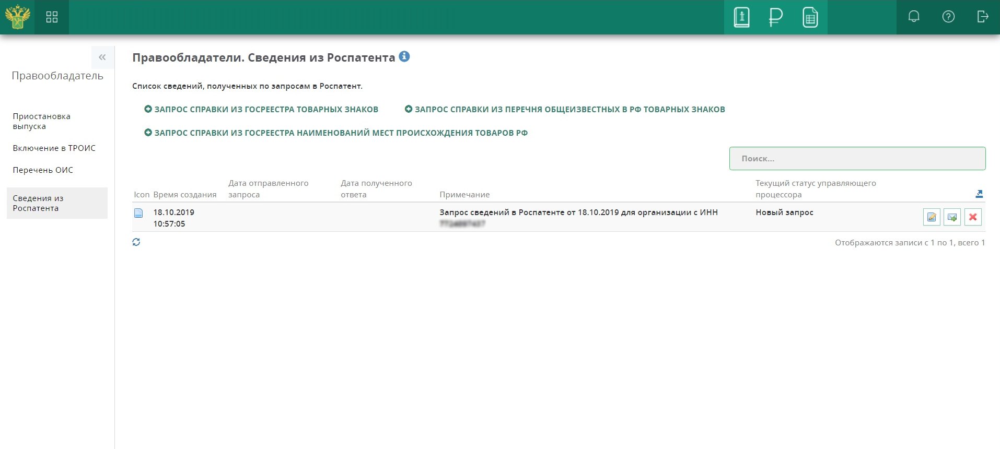 «
Правообладатель
Приостановка
выпуска
Включение в ТРОИС
Перечень ОИС
Сведения из
Роспатента
Правообладатели. Сведения из Роспатента
Список сведений, полученных по запросам в Роспатент.
ЗАПРОС СПРАВКИ ИЗ ГОСРЕЕСТРА ТОВАРНЫХ ЗНАКОВ
ЗАПРОС СПРАВКИ ИЗ ПЕРЕЧНЯ ОБЩЕИЗВЕСТНЫХ В РФ ТОВАРНЫХ ЗНАКОВ
ЗАПРОС СПРАВКИ ИЗ ГОСРЕЕСТРА НАИМЕНОВАНИЙ МЕСТ ПРОИСХОЖДЕНИЯ ТОВАРОВ РФ
Поиск...
Icon
Время создания
Дата отправленного
запроса
Дата полученного
ответа
Примечание
Текущий статус управляющего
процессора
18.10.2019
10:57:05
Запрос сведений в Роспатенте от 18.10.2019 для организации с ИНН
Новый запрос
Отображаются записи с 1 по 1, всего 1